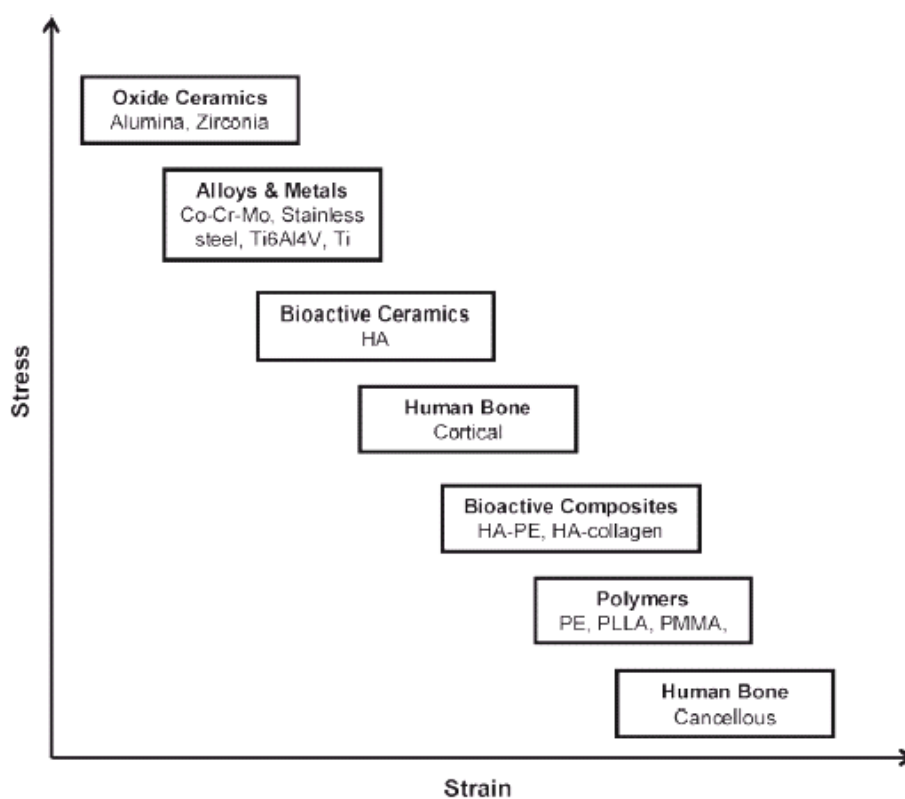 Oxide Ceramics
Alumina, Zirconia
Alloys & Metals
Co-Cr-Mo, Stainless
steel, Ti6Al4V, Ti
Bioactive Ceramics
HA
Stress
Human Bone
Cortical
Bioactive Composites
HA-PE, HA-collagen
Polymers
PE, PLLA, PMMA,
Human Bone
Cancellous
Strain